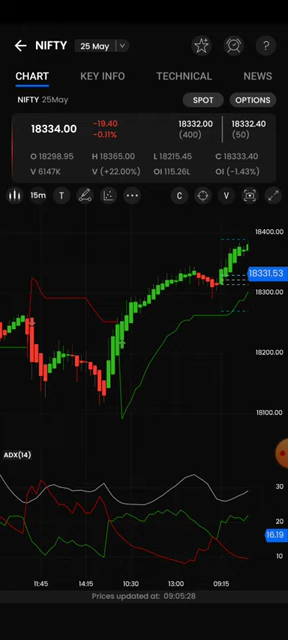 NIFTY 25 May
CHART KEY INFO TECHNICAL NEWS
NIFTY 25May SPOT OPTIONS
18334.00 -19.40 -0.11% 18332.00 (400) 18332.40 (50)
O 18298.95 H 18365.00 L 18215.45 C 18333.40
V 6147K V (+22.00%) OI 115.26L OI (-1.43%)
15m T C V
18400.00
18331.53
18300.00
18200.00
18100.00
ADX(14)
30
20
16.19
10
11:45 14:15 10:30 13:00 09:15
Prices updated at: 09:05:28